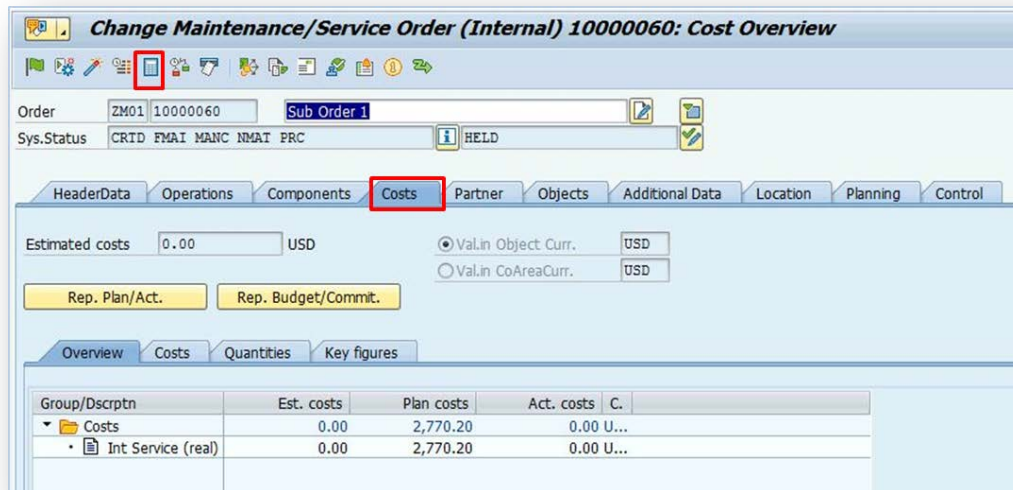 Change Maintenance/Service Order (Internal) 10000060: Cost Overview
Order ZM01 10000060 Sub Order 1
Sys.Status CRTD FMAI MANC NMAT PRC HELD
HeaderData Operations Components Costs Partner Objects Additional Data Location Planning Control
Estimated costs 0.00 USD Val.in Object Curr. USD
Val.in CoAreaCurr. USD
Rep. Plan/Act. Rep. Budget/Commit.
Overview Costs Quantities Key figures
Group/Dscrptn Est. costs Plan costs Act. costs C.
Costs 0.00 2,770.20 0.00 U...
Int Service (real) 0.00 2,770.20 0.00 U...